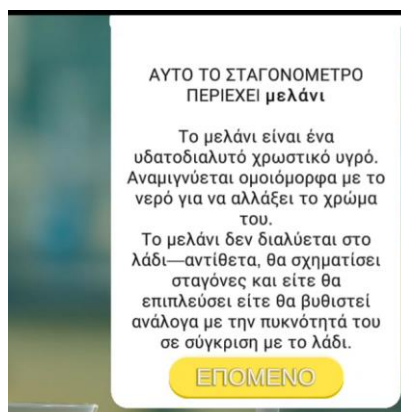 ΑΥΤΟ ΤΟ ΣΤΑΓΟΝΟΜΕΤΡΟ
ΠΕΡΙΕΧΕΙ μελάνι
Το μελάνι είναι ένα
υδατοδιαλυτό χρωστικό υγρό.
Αναμιγνύεται ομοιόμορφα με το
νερό για να αλλάξει το χρώμα
του.
Το μελάνι δεν διαλύεται στο
λάδι—αντίθετα, θα σχηματίσει
σταγόνες και είτε θα
επιπλεύσει είτε θα βυθιστεί
ανάλογα με την πυκνότητά του
σε σύγκριση με το λάδι.
ΕΠΟΜΕΝΟ